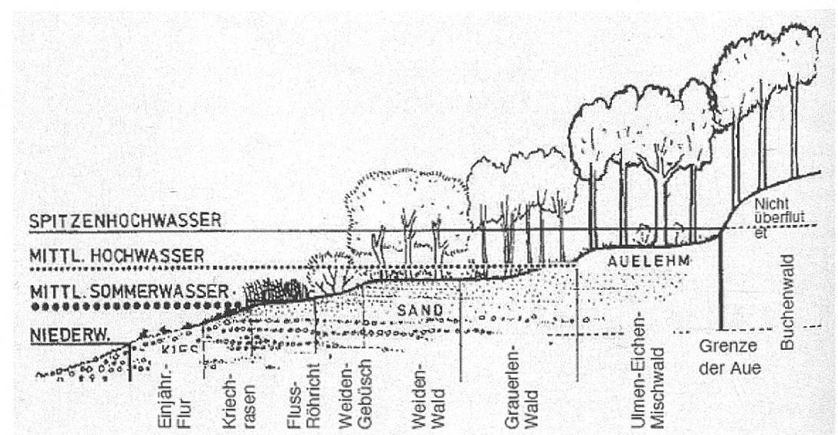 SPITZENHOCHWASSER
MITTL. HOCHWASSER
MITTL. SOMMERWASSER
NIEDERW.
KIES
SAND
AUELEHM
Nicht
überflut
et
Enjähr.-
Flur
Kriech-
rasen
Fluss-
Röhricht
Weiden-
Gebüsch
Weiden-
Wald
Grauerlen-
Wald
Ulmen-Eichen-
Mischwald
Grenze
der Aue
Buchenwald